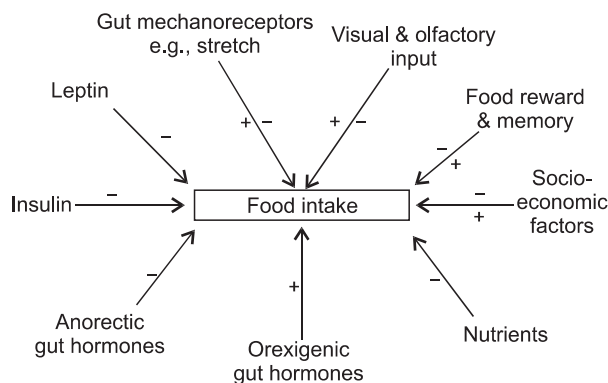 Gut mechanoreceptors
e.g., stretch
Visual & olfactory
input
Leptin
Food reward
& memory
+ −
+ −
−
−
+
Insulin
−
Food intake
−
+
Socio-
economic
factors
−
+
−
Anorectic
gut hormones
Orexigenic
gut hormones
Nutrients